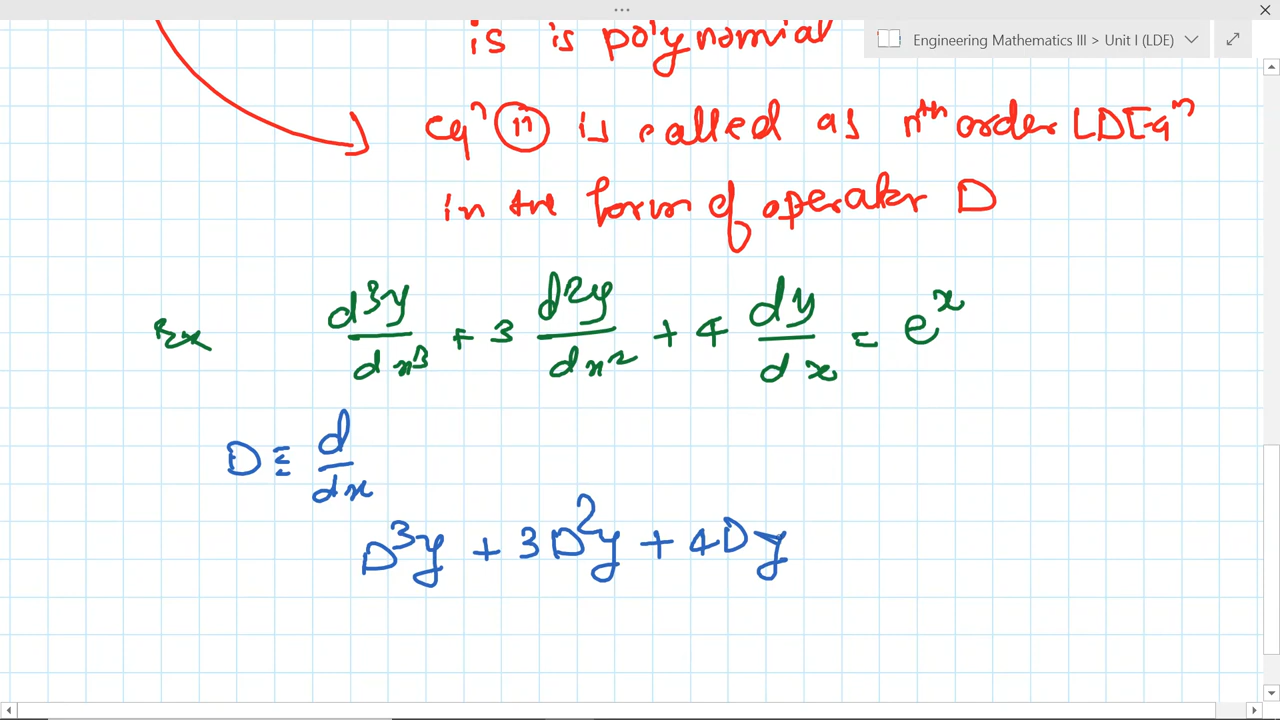 is is polynomial
Engineering Mathematics III > Unit I (LDE)
eqⁿ (ii) is called as nᵗʰ order LDEqⁿ
in the form of operator D
Ex d3y/dx³ + 3 d2y/dx² + 4 dy/dx = eˣ
D ≡ d/dx
D³y + 3D²y + 4Dy